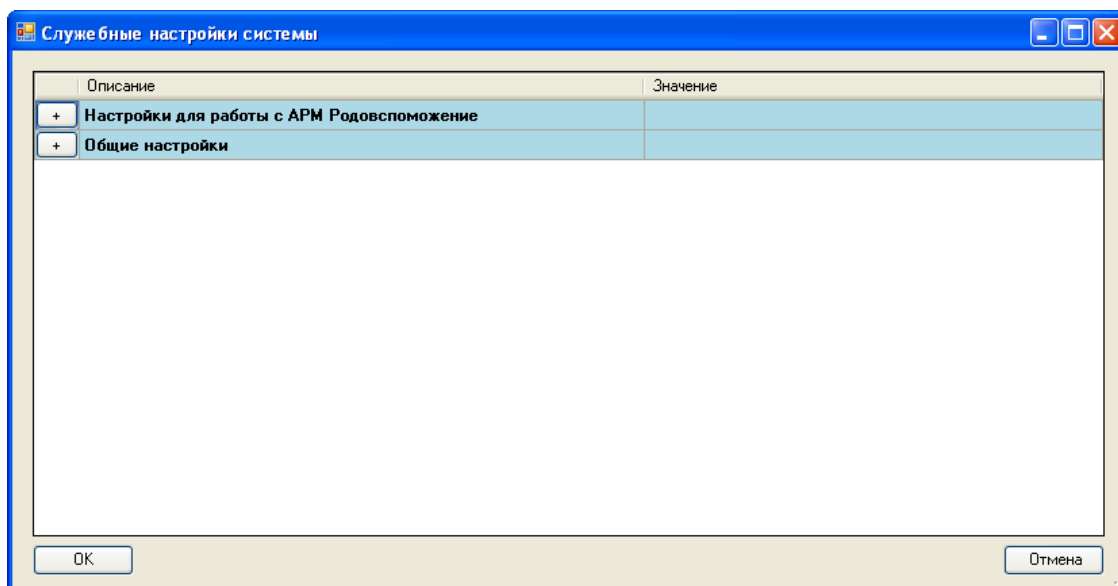 Служебные настройки системы
Описание Значение
+ Настройки для работы с АРМ Родовспоможение
+ Общие настройки
OK Отмена